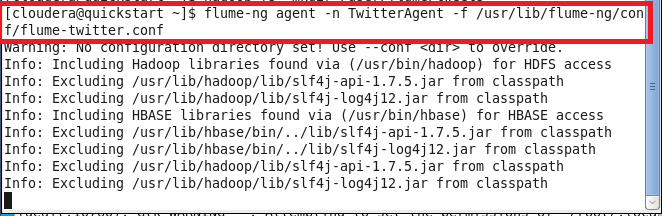 [cloudera@quickstart ~]$ flume-ng agent -n TwitterAgent -f /usr/lib/flume-ng/con
f/flume-twitter.conf
Warning: No configuration directory set! Use --conf <dir> to override.
Info: Including Hadoop libraries found via (/usr/bin/hadoop) for HDFS access
Info: Excluding /usr/lib/hadoop/lib/slf4j-api-1.7.5.jar from classpath
Info: Excluding /usr/lib/hadoop/lib/slf4j-log4j12.jar from classpath
Info: Including HBASE libraries found via (/usr/bin/hbase) for HBASE access
Info: Excluding /usr/lib/hbase/bin/../lib/slf4j-api-1.7.5.jar from classpath
Info: Excluding /usr/lib/hbase/bin/../lib/slf4j-log4j12.jar from classpath
Info: Excluding /usr/lib/hadoop/lib/slf4j-api-1.7.5.jar from classpath
Info: Excluding /usr/lib/hadoop/lib/slf4j-log4j12.jar from classpath